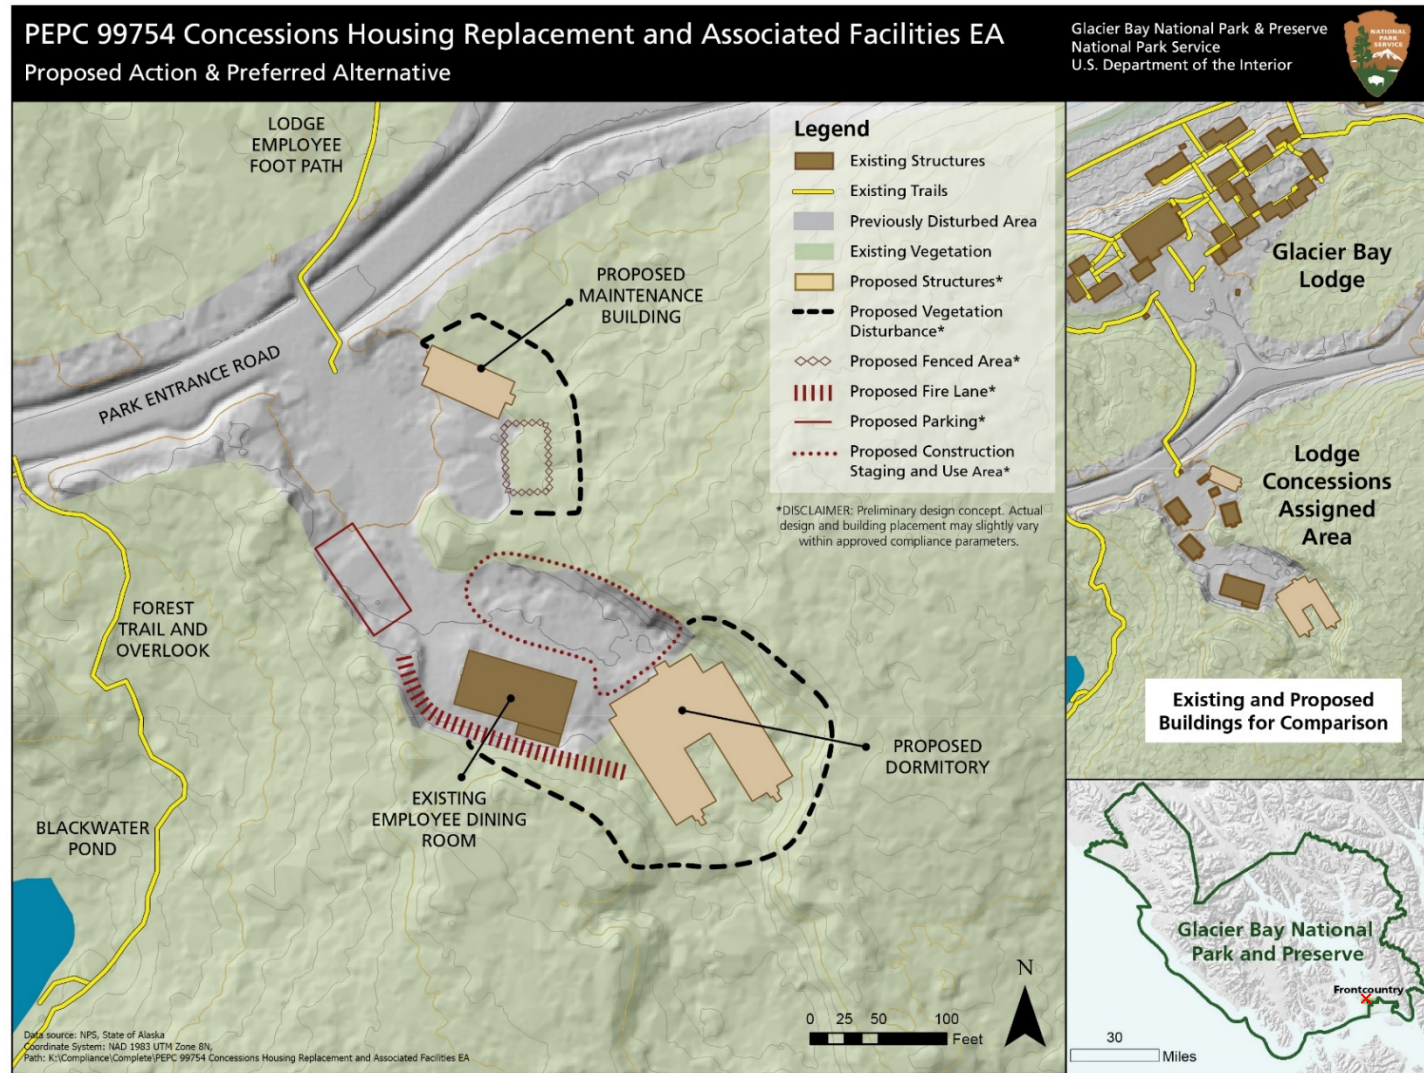 PEPC 99754 Concessions Housing Replacement and Associated Facilities EA
Proposed Action & Preferred Alternative
Glacier Bay National Park & Preserve
National Park Service
U.S. Department of the Interior
NATIONAL
PARK
SERVICE
LODGE
EMPLOYEE
FOOT PATH
PARK ENTRANCE ROAD
PROPOSED
MAINTENANCE
BUILDING
FOREST
TRAIL AND
OVERLOOK
BLACKWATER
POND
EXISTING
EMPLOYEE DINING
ROOM
PROPOSED
DORMITORY
Legend
Existing Structures
Existing Trails
Previously Disturbed Area
Existing Vegetation
Proposed Structures*
Proposed Vegetation
Disturbance*
Proposed Fenced Area*
Proposed Fire Lane*
Proposed Parking*
Proposed Construction
Staging and Use Area*
*DISCLAIMER: Preliminary design concept. Actual
design and building placement may slightly vary
within approved compliance parameters.
N
0 25 50 100
Feet
Data source: NPS, State of Alaska
Coordinate System: NAD 1983 UTM Zone 8N,
Path: K:\Compliance\Complete\PEPC 99754 Concessions Housing Replacement and Associated Facilities EA
Glacier Bay
Lodge
Lodge
Concessions
Assigned
Area
Existing and Proposed
Buildings for Comparison
Glacier Bay National
Park and Preserve
Frontcountry
30
Miles